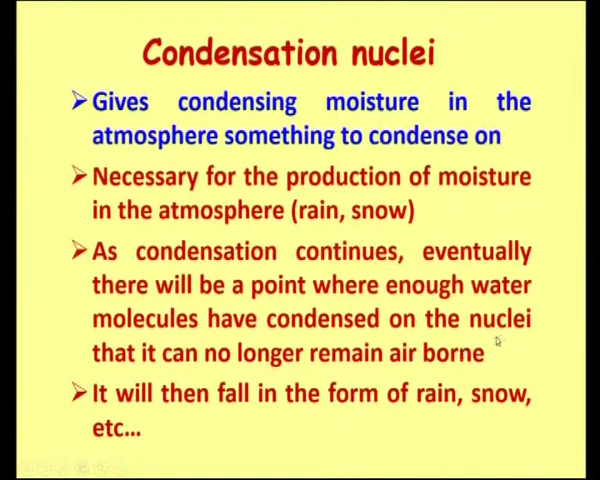 Condensation nuclei
➢Gives condensing moisture in the
atmosphere something to condense on
➢Necessary for the production of moisture
in the atmosphere (rain, snow)
➢As condensation continues, eventually
there will be a point where enough water
molecules have condensed on the nuclei
that it can no longer remain air borne
➢It will then fall in the form of rain, snow,
etc…